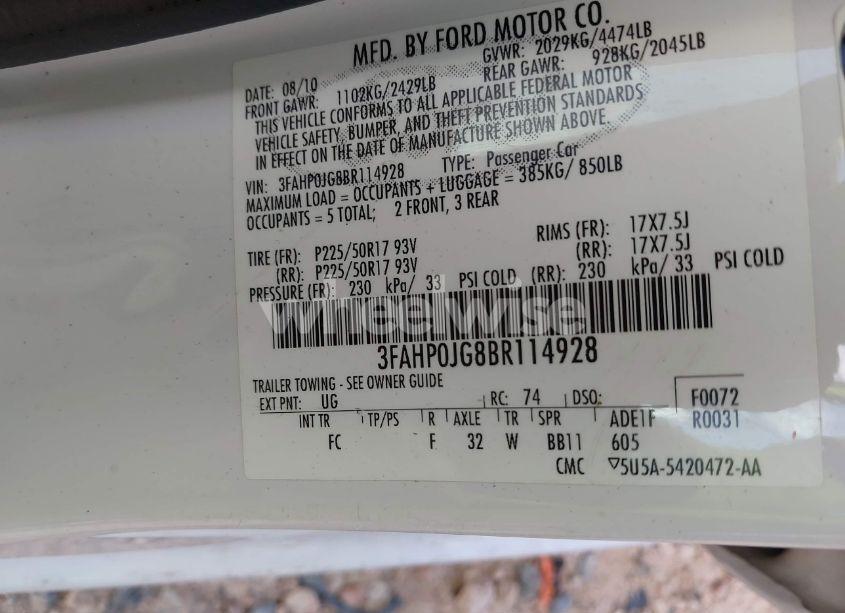 MFD. BY FORD MOTOR CO.
DATE: 08/10 GVWR: 2029KG/4474LB
FRONT GAWR: 1102KG/2429LB REAR GAWR: 928KG/2045LB
THIS VEHICLE CONFORMS TO ALL APPLICABLE FEDERAL MOTOR
VEHICLE SAFETY, BUMPER, AND THEFT PREVENTION STANDARDS
IN EFFECT ON THE DATE OF MANUFACTURE SHOWN ABOVE.
VIN: 3FAHP0JG8BR114928 TYPE: Passenger Car
MAXIMUM LOAD = OCCUPANTS + LUGGAGE = 385KG/ 850LB
OCCUPANTS = 5 TOTAL; 2 FRONT, 3 REAR
TIRE (FR): P225/50R17 93V RIMS (FR): 17X7.5J
(RR): P225/50R17 93V (RR): 17X7.5J
PRESSURE (FR): 230 kPa/ 33 PSI COLD (RR): 230 kPa/ 33 PSI COLD
wheelwise
3FAHP0JG8BR114928
TRAILER TOWING - SEE OWNER GUIDE
EXT PNT: UG RC: 74 DSO: F0072
INT TR TP/PS R AXLE TR SPR ADE1F R0031
FC F 32 W BB11 605
CMC ▽5U5A-5420472-AA